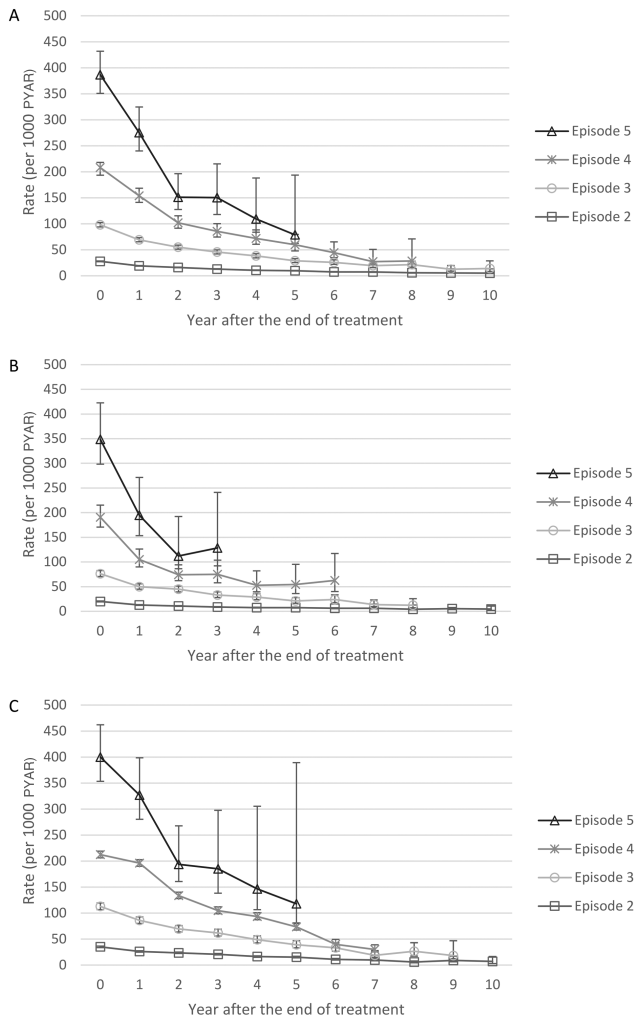 A
Rate (per 1000 PYAR)
500
450
400
350
300
250
200
150
100
50
0
0 1 2 3 4 5 6 7 8 9 10
Year after the end of treatment
Episode 5
Episode 4
Episode 3
Episode 2
B
Rate (per 1000 PYAR)
500
450
400
350
300
250
200
150
100
50
0
0 1 2 3 4 5 6 7 8 9 10
Year after the end of treatment
Episode 5
Episode 4
Episode 3
Episode 2
C
Rate (per 1000 PYAR)
500
450
400
350
300
250
200
150
100
50
0
0 1 2 3 4 5 6 7 8 9 10
Year after the end of treatment
Episode 5
Episode 4
Episode 3
Episode 2